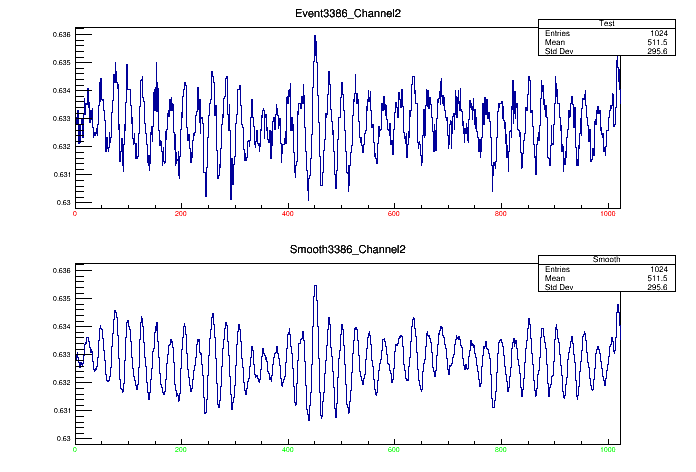 Event3386_Channel2
Test
Entries 1024
Mean 511.5
Std Dev 295.6
0.636
0.635
0.634
0.633
0.632
0.631
0.63
0 200 400 600 800 1000
Smooth3386_Channel2
Smooth
Entries 1024
Mean 511.5
Std Dev 295.6
0.636
0.635
0.634
0.633
0.632
0.631
0.63
0 200 400 600 800 1000